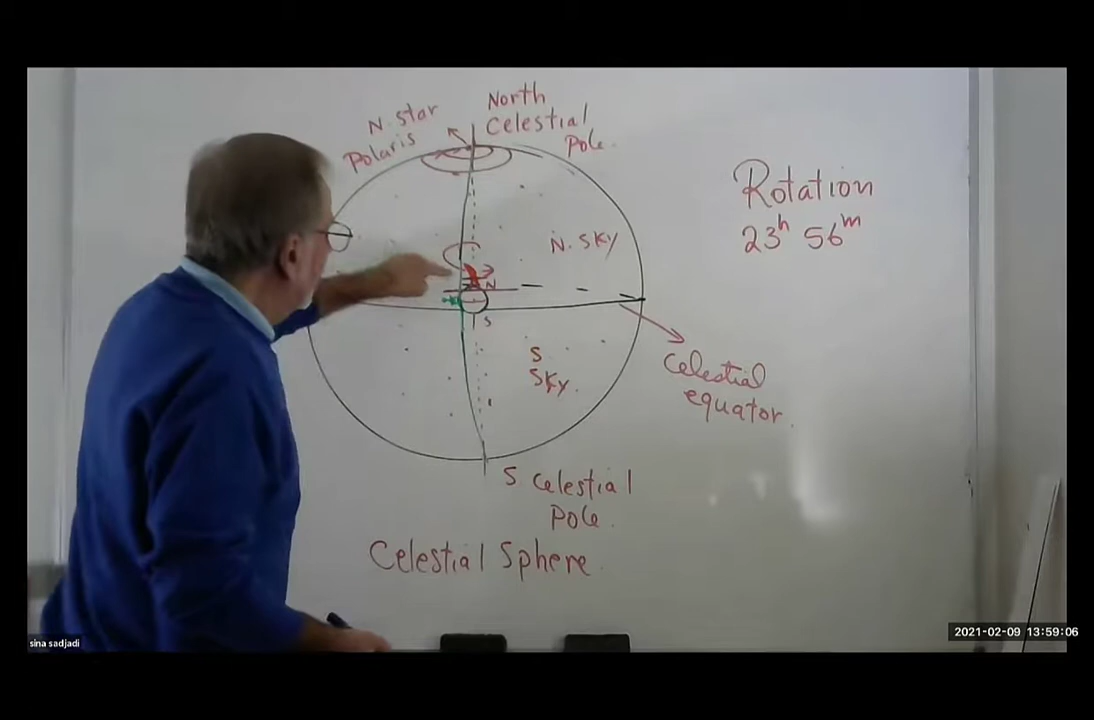 N. Star
Polaris
North
Celestial
Pole.
Rotation
23h 56m
N. SKY
N
S
S
SKY.
Celestial
equator.
S Celestial
Pole.
Celestial Sphere.
sina sadjadi
2021-02-09 13:59:06